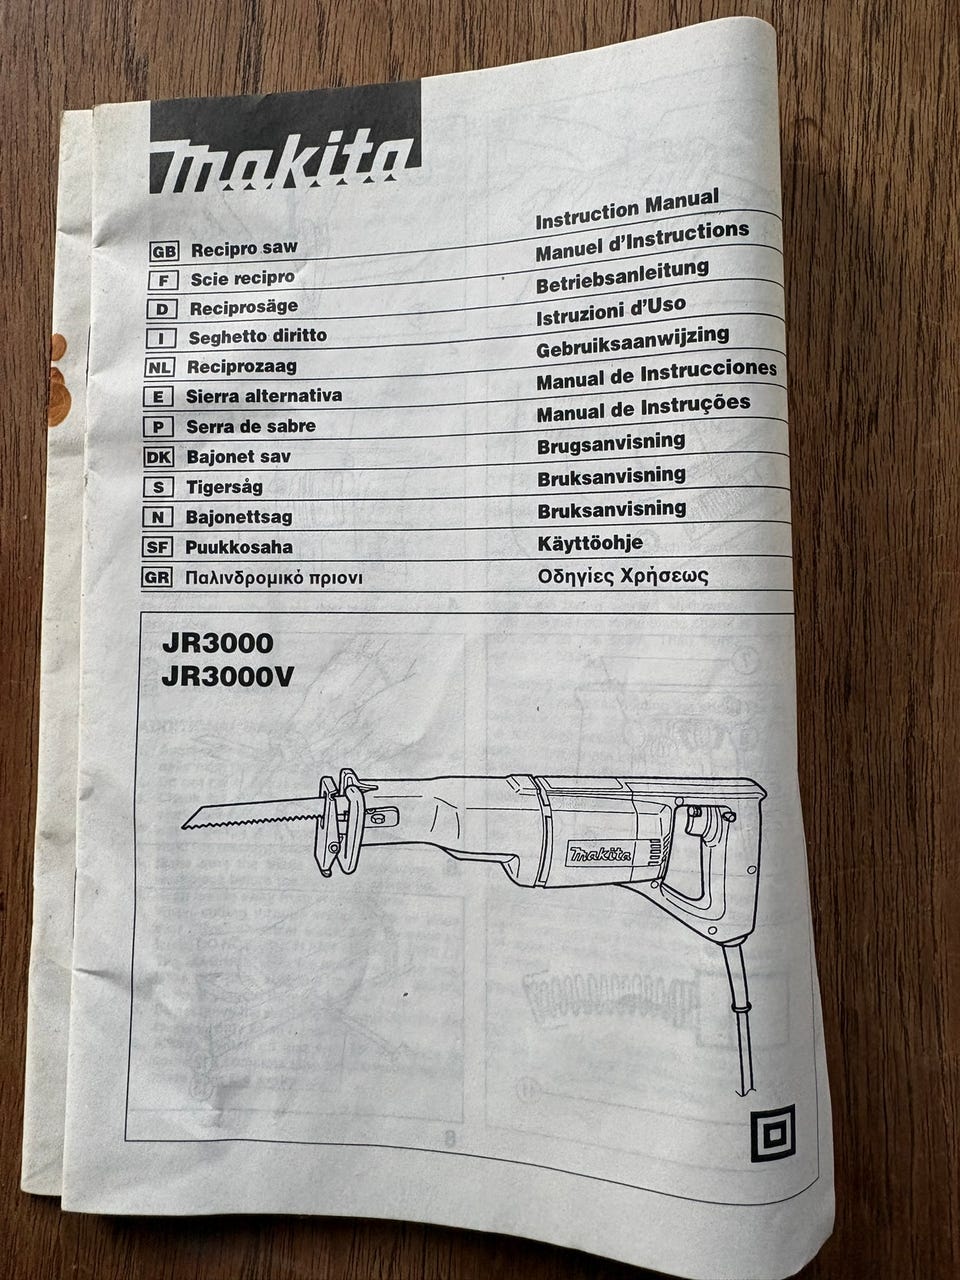 makita
Instruction Manual
GB Recipro saw
Manuel d'Instructions
F Scie recipro
Betriebsanleitung
D Reciprosäge
Istruzioni d'Uso
I Seghetto diritto
Gebruiksaanwijzing
NL Reciprozaag
Manual de Instrucciones
E Sierra alternativa
Manual de Instruções
P Serra de sabre
Brugsanvisning
DK Bajonet sav
Bruksanvisning
S Tigersåg
Bruksanvisning
N Bajonettsag
Käyttöohje
SF Puukkosaha
Οδηγίες Χρήσεως
GR Παλινδρομικό πριονι
JR3000
JR3000V
makita